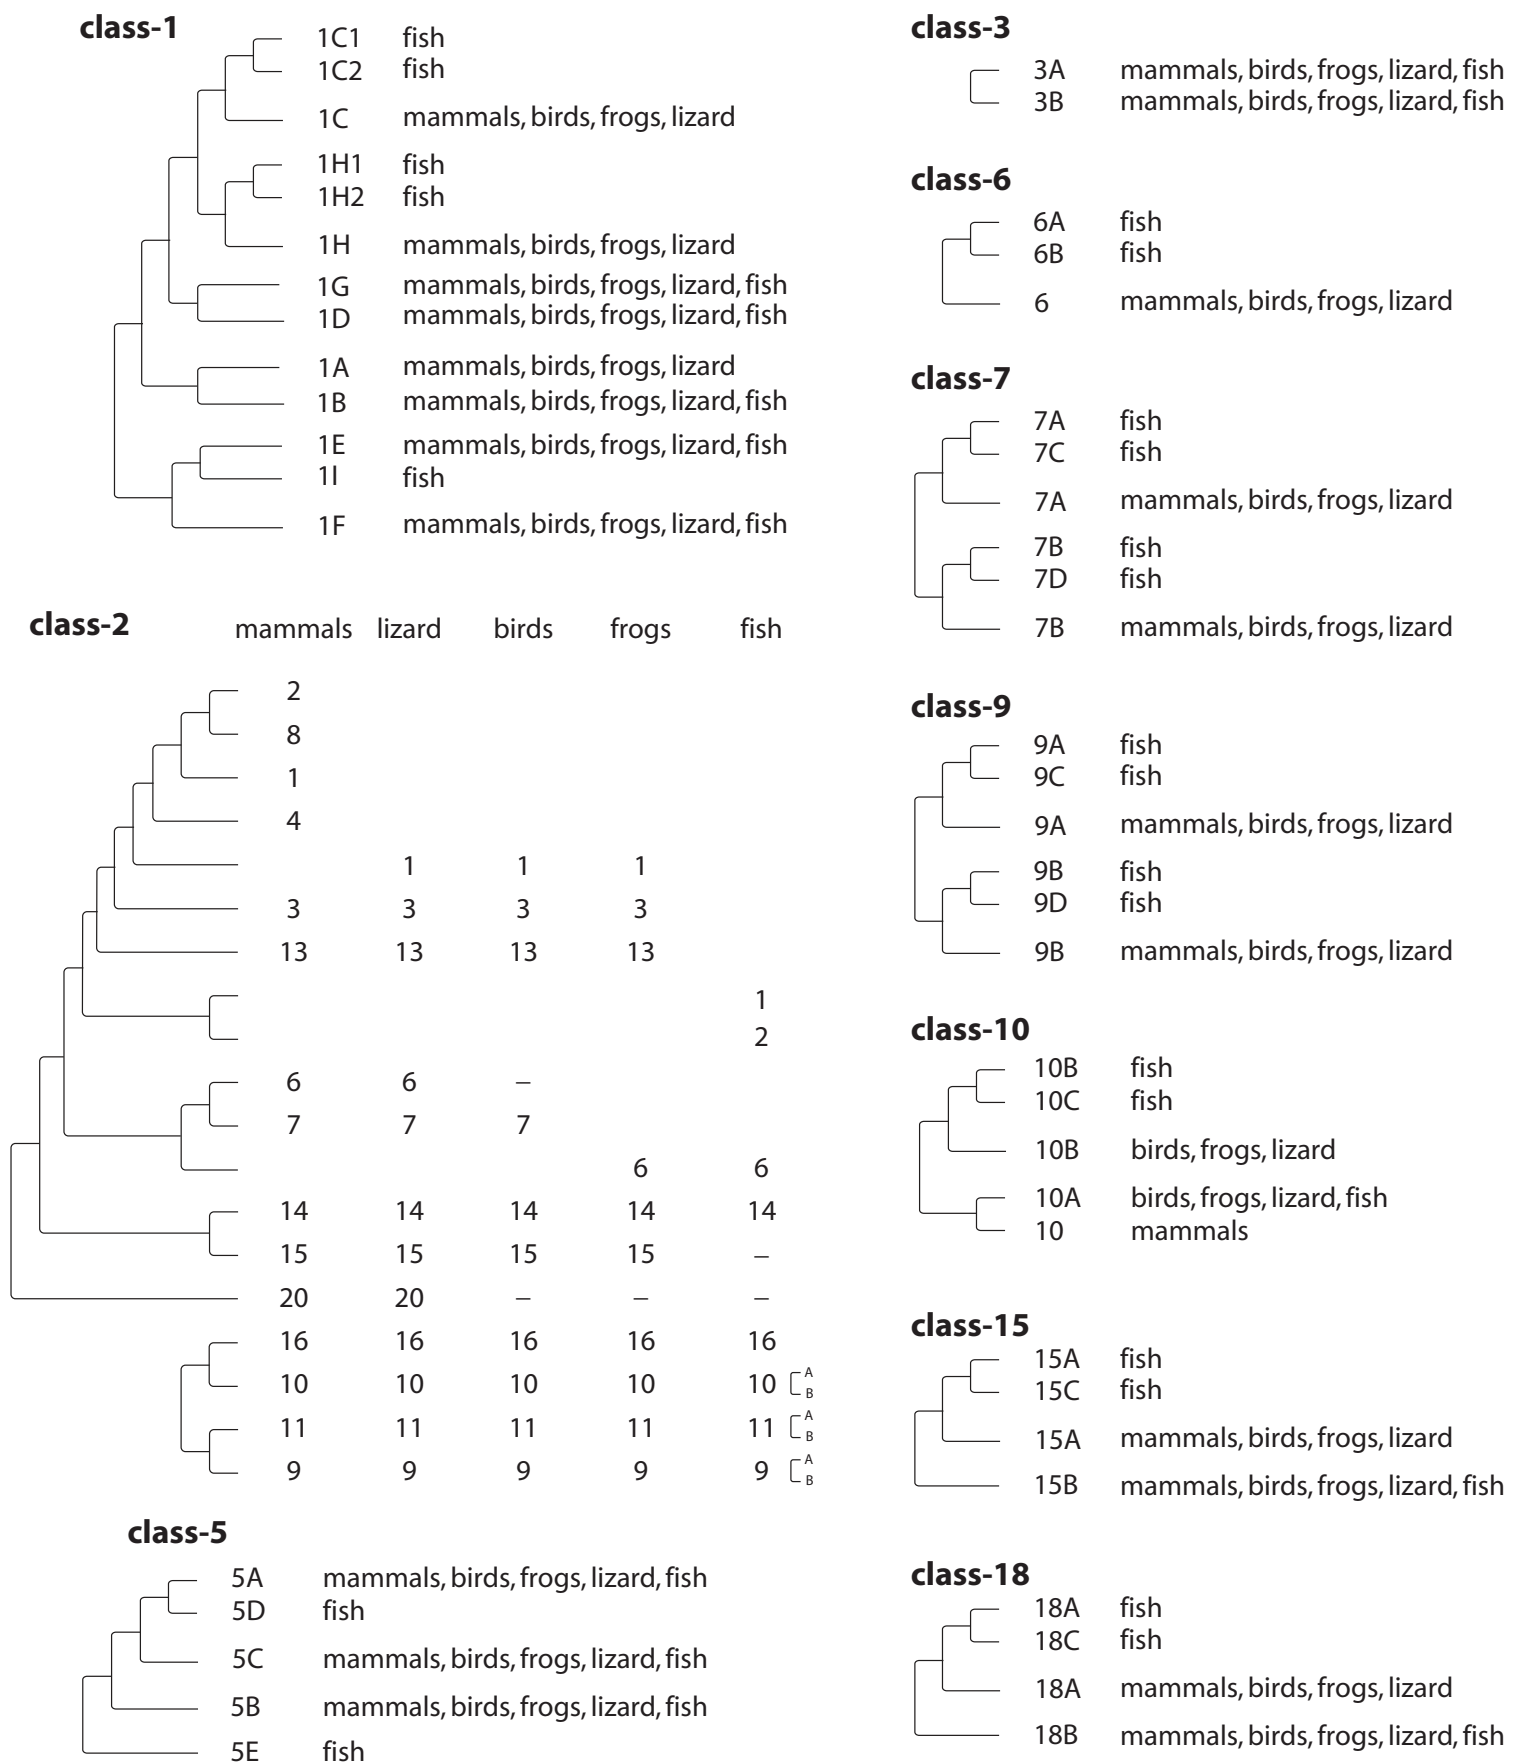 class-1
1C1 fish
1C2 fish
1C mammals, birds, frogs, lizard
1H1 fish
1H2 fish
1H mammals, birds, frogs, lizard
1G mammals, birds, frogs, lizard, fish
1D mammals, birds, frogs, lizard, fish
1A mammals, birds, frogs, lizard
1B mammals, birds, frogs, lizard, fish
1E mammals, birds, frogs, lizard, fish
1I fish
1F mammals, birds, frogs, lizard, fish
class-2 mammals lizard birds frogs fish
2
8
1
4
1 1 1
3 3 3 3
13 13 13 13
1
2
6 6 –
7 7 7
6 6
14 14 14 14 14
15 15 15 15 –
20 20 – – –
16 16 16 16 16
10 10 10 10 10 A B
11 11 11 11 11 A B
9 9 9 9 9 A B
class-5
5A mammals, birds, frogs, lizard, fish
5D fish
5C mammals, birds, frogs, lizard, fish
5B mammals, birds, frogs, lizard, fish
5E fish
class-3
3A mammals, birds, frogs, lizard, fish
3B mammals, birds, frogs, lizard, fish
class-6
6A fish
6B fish
6 mammals, birds, frogs, lizard
class-7
7A fish
7C fish
7A mammals, birds, frogs, lizard
7B fish
7D fish
7B mammals, birds, frogs, lizard
class-9
9A fish
9C fish
9A mammals, birds, frogs, lizard
9B fish
9D fish
9B mammals, birds, frogs, lizard
class-10
10B fish
10C fish
10B birds, frogs, lizard
10A birds, frogs, lizard, fish
10 mammals
class-15
15A fish
15C fish
15A mammals, birds, frogs, lizard
15B mammals, birds, frogs, lizard, fish
class-18
18A fish
18C fish
18A mammals, birds, frogs, lizard
18B mammals, birds, frogs, lizard, fish